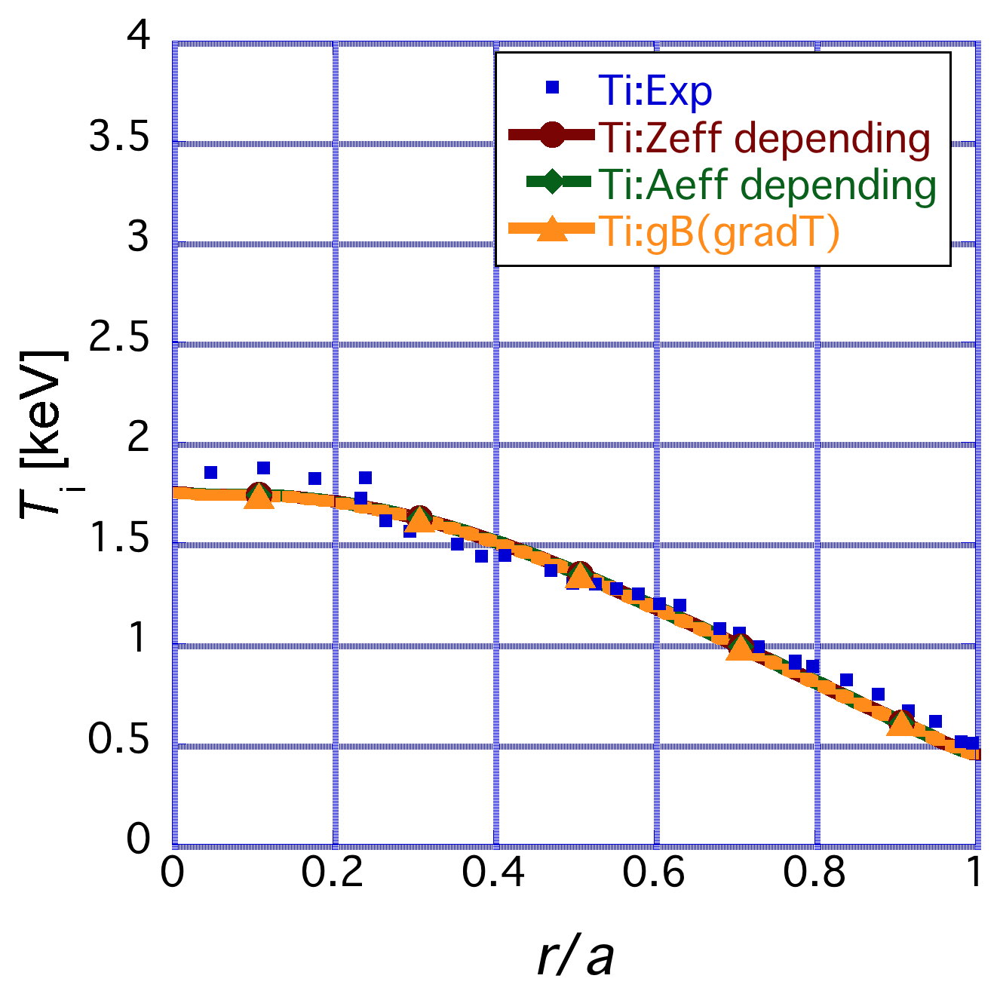 4
3.5
3
2.5
2
1.5
1
0.5
0
0 0.2 0.4 0.6 0.8 1
Ti:Exp
Ti:Zeff depending
Ti:Aeff depending
Ti:gB(gradT)
Ti [keV]
r/a